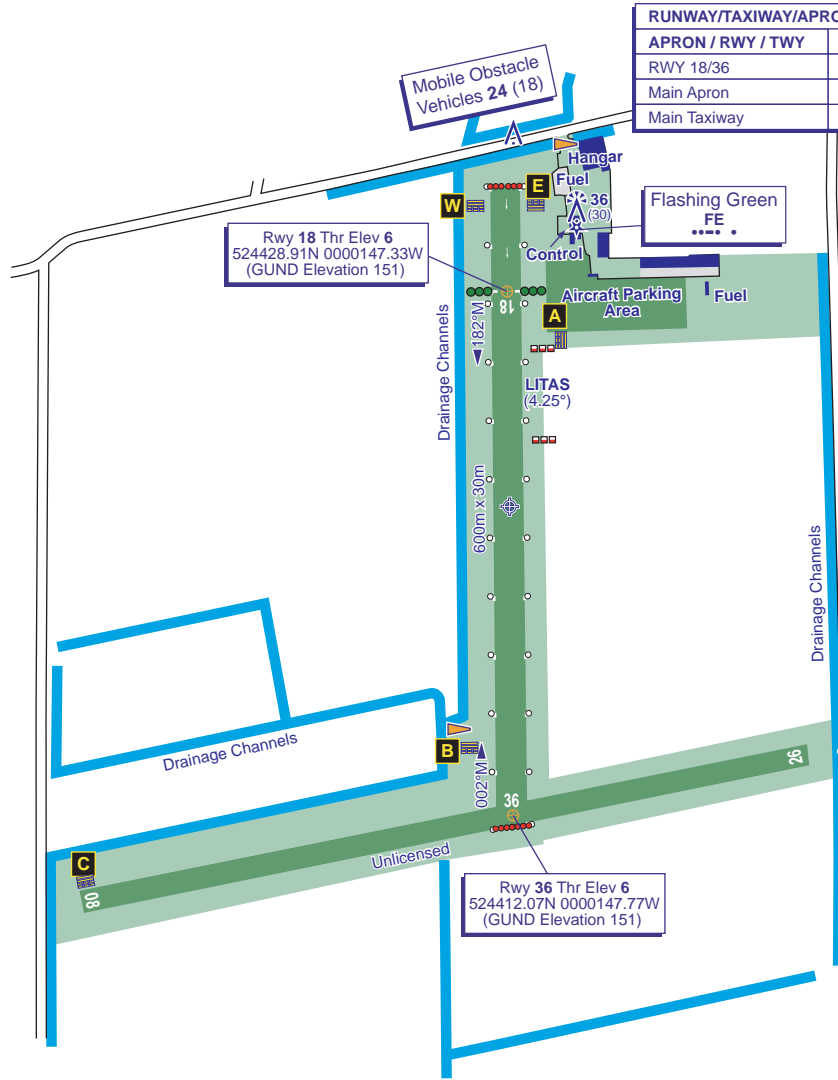 RUNWAY/TAXIWAY/APRO
APRON / RWY / TWY
RWY 18/36
Main Apron
Main Taxiway
Mobile Obstacle
Vehicles 24 (18)
Hangar
Fuel
W
E
36
(30)
Flashing Green
FE
Control
Rwy 18 Thr Elev 6
524428.91N 0000147.33W
(GUND Elevation 151)
18
Aircraft Parking
Area
Fuel
A
182°M
LITAS
(4.25°)
Drainage Channels
600m x 30m
Drainage Channels
Drainage Channels
B
002°M
36
26
Unlicensed
C
08
Rwy 36 Thr Elev 6
524412.07N 0000147.77W
(GUND Elevation 151)